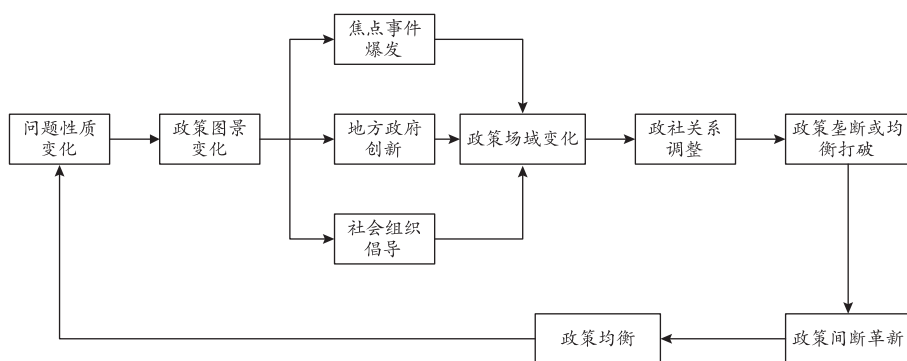 焦点事件
爆发
问题性质
变化
政策图景
变化
地方政府
创新
政策场域变化
政社关系
调整
政策垄断或均
衡打破
社会组织
倡导
政策均衡
政策间断革新